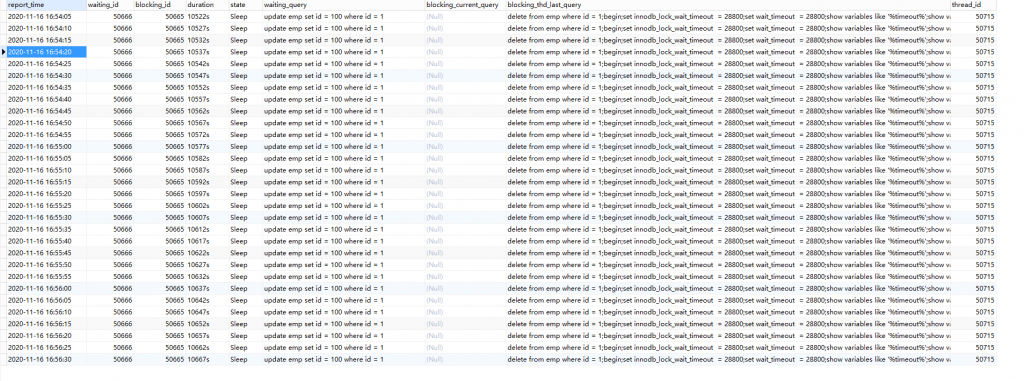 report_time waiting_id blocking_id duration state waiting_query blocking_current_query blocking_thd_last_query thread_id
2020-11-16 16:54:05 50666 50665 10522s Sleep update emp set id = 100 where id = 1 (Null) delete from emp where id = 1;begin;set innodb_lock_wait_timeout = 28800;set wait_timeout = 28800;show variables like '%timeout%';show va 50715
2020-11-16 16:54:10 50666 50665 10527s Sleep update emp set id = 100 where id = 1 (Null) delete from emp where id = 1;begin;set innodb_lock_wait_timeout = 28800;set wait_timeout = 28800;show variables like '%timeout%';show va 50715
2020-11-16 16:54:15 50666 50665 10532s Sleep update emp set id = 100 where id = 1 (Null) delete from emp where id = 1;begin;set innodb_lock_wait_timeout = 28800;set wait_timeout = 28800;show variables like '%timeout%';show va 50715
2020-11-16 16:54:20 50666 50665 10537s Sleep update emp set id = 100 where id = 1 (Null) delete from emp where id = 1;begin;set innodb_lock_wait_timeout = 28800;set wait_timeout = 28800;show variables like '%timeout%';show va 50715
2020-11-16 16:54:25 50666 50665 10542s Sleep update emp set id = 100 where id = 1 (Null) delete from emp where id = 1;begin;set innodb_lock_wait_timeout = 28800;set wait_timeout = 28800;show variables like '%timeout%';show va 50715
2020-11-16 16:54:30 50666 50665 10547s Sleep update emp set id = 100 where id = 1 (Null) delete from emp where id = 1;begin;set innodb_lock_wait_timeout = 28800;set wait_timeout = 28800;show variables like '%timeout%';show va 50715
2020-11-16 16:54:35 50666 50665 10552s Sleep update emp set id = 100 where id = 1 (Null) delete from emp where id = 1;begin;set innodb_lock_wait_timeout = 28800;set wait_timeout = 28800;show variables like '%timeout%';show va 50715
2020-11-16 16:54:40 50666 50665 10557s Sleep update emp set id = 100 where id = 1 (Null) delete from emp where id = 1;begin;set innodb_lock_wait_timeout = 28800;set wait_timeout = 28800;show variables like '%timeout%';show va 50715
2020-11-16 16:54:45 50666 50665 10562s Sleep update emp set id = 100 where id = 1 (Null) delete from emp where id = 1;begin;set innodb_lock_wait_timeout = 28800;set wait_timeout = 28800;show variables like '%timeout%';show va 50715
2020-11-16 16:54:50 50666 50665 10567s Sleep update emp set id = 100 where id = 1 (Null) delete from emp where id = 1;begin;set innodb_lock_wait_timeout = 28800;set wait_timeout = 28800;show variables like '%timeout%';show va 50715
2020-11-16 16:54:55 50666 50665 10572s Sleep update emp set id = 100 where id = 1 (Null) delete from emp where id = 1;begin;set innodb_lock_wait_timeout = 28800;set wait_timeout = 28800;show variables like '%timeout%';show va 50715
2020-11-16 16:55:00 50666 50665 10577s Sleep update emp set id = 100 where id = 1 (Null) delete from emp where id = 1;begin;set innodb_lock_wait_timeout = 28800;set wait_timeout = 28800;show variables like '%timeout%';show va 50715
2020-11-16 16:55:05 50666 50665 10582s Sleep update emp set id = 100 where id = 1 (Null) delete from emp where id = 1;begin;set innodb_lock_wait_timeout = 28800;set wait_timeout = 28800;show variables like '%timeout%';show va 50715
2020-11-16 16:55:10 50666 50665 10587s Sleep update emp set id = 100 where id = 1 (Null) delete from emp where id = 1;begin;set innodb_lock_wait_timeout = 28800;set wait_timeout = 28800;show variables like '%timeout%';show va 50715
2020-11-16 16:55:15 50666 50665 10592s Sleep update emp set id = 100 where id = 1 (Null) delete from emp where id = 1;begin;set innodb_lock_wait_timeout = 28800;set wait_timeout = 28800;show variables like '%timeout%';show va 50715
2020-11-16 16:55:20 50666 50665 10597s Sleep update emp set id = 100 where id = 1 (Null) delete from emp where id = 1;begin;set innodb_lock_wait_timeout = 28800;set wait_timeout = 28800;show variables like '%timeout%';show va 50715
2020-11-16 16:55:25 50666 50665 10602s Sleep update emp set id = 100 where id = 1 (Null) delete from emp where id = 1;begin;set innodb_lock_wait_timeout = 28800;set wait_timeout = 28800;show variables like '%timeout%';show va 50715
2020-11-16 16:55:30 50666 50665 10607s Sleep update emp set id = 100 where id = 1 (Null) delete from emp where id = 1;begin;set innodb_lock_wait_timeout = 28800;set wait_timeout = 28800;show variables like '%timeout%';show va 50715
2020-11-16 16:55:35 50666 50665 10612s Sleep update emp set id = 100 where id = 1 (Null) delete from emp where id = 1;begin;set innodb_lock_wait_timeout = 28800;set wait_timeout = 28800;show variables like '%timeout%';show va 50715
2020-11-16 16:55:40 50666 50665 10617s Sleep update emp set id = 100 where id = 1 (Null) delete from emp where id = 1;begin;set innodb_lock_wait_timeout = 28800;set wait_timeout = 28800;show variables like '%timeout%';show va 50715
2020-11-16 16:55:45 50666 50665 10622s Sleep update emp set id = 100 where id = 1 (Null) delete from emp where id = 1;begin;set innodb_lock_wait_timeout = 28800;set wait_timeout = 28800;show variables like '%timeout%';show va 50715
2020-11-16 16:55:50 50666 50665 10627s Sleep update emp set id = 100 where id = 1 (Null) delete from emp where id = 1;begin;set innodb_lock_wait_timeout = 28800;set wait_timeout = 28800;show variables like '%timeout%';show va 50715
2020-11-16 16:55:55 50666 50665 10632s Sleep update emp set id = 100 where id = 1 (Null) delete from emp where id = 1;begin;set innodb_lock_wait_timeout = 28800;set wait_timeout = 28800;show variables like '%timeout%';show va 50715
2020-11-16 16:56:00 50666 50665 10637s Sleep update emp set id = 100 where id = 1 (Null) delete from emp where id = 1;begin;set innodb_lock_wait_timeout = 28800;set wait_timeout = 28800;show variables like '%timeout%';show va 50715
2020-11-16 16:56:05 50666 50665 10642s Sleep update emp set id = 100 where id = 1 (Null) delete from emp where id = 1;begin;set innodb_lock_wait_timeout = 28800;set wait_timeout = 28800;show variables like '%timeout%';show va 50715
2020-11-16 16:56:10 50666 50665 10647s Sleep update emp set id = 100 where id = 1 (Null) delete from emp where id = 1;begin;set innodb_lock_wait_timeout = 28800;set wait_timeout = 28800;show variables like '%timeout%';show va 50715
2020-11-16 16:56:15 50666 50665 10652s Sleep update emp set id = 100 where id = 1 (Null) delete from emp where id = 1;begin;set innodb_lock_wait_timeout = 28800;set wait_timeout = 28800;show variables like '%timeout%';show va 50715
2020-11-16 16:56:20 50666 50665 10657s Sleep update emp set id = 100 where id = 1 (Null) delete from emp where id = 1;begin;set innodb_lock_wait_timeout = 28800;set wait_timeout = 28800;show variables like '%timeout%';show va 50715
2020-11-16 16:56:25 50666 50665 10662s Sleep update emp set id = 100 where id = 1 (Null) delete from emp where id = 1;begin;set innodb_lock_wait_timeout = 28800;set wait_timeout = 28800;show variables like '%timeout%';show va 50715
2020-11-16 16:56:30 50666 50665 10667s Sleep update emp set id = 100 where id = 1 (Null) delete from emp where id = 1;begin;set innodb_lock_wait_timeout = 28800;set wait_timeout = 28800;show variables like '%timeout%';show va 50715